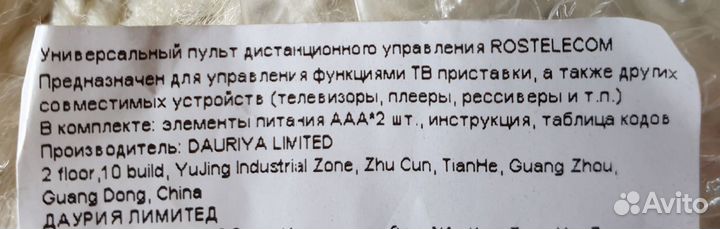 Универсальный пульт дистанционного управления ROSTELECOM
Предназначен для управления функциями ТВ приставки, а также других
совместимых устройств (телевизоры, плееры, рессиверы и т.п.)
В комплекте: элементы питания ААА*2 шт., инструкция, таблица кодов
Производитель: DAURIYA LIMITED
2 floor,10 build, YuJing Industrial Zone, Zhu Cun, TianHe, Guang Zhou,
Guang Dong, China
ДАУРИЯ ЛИМИТЕД
Avito